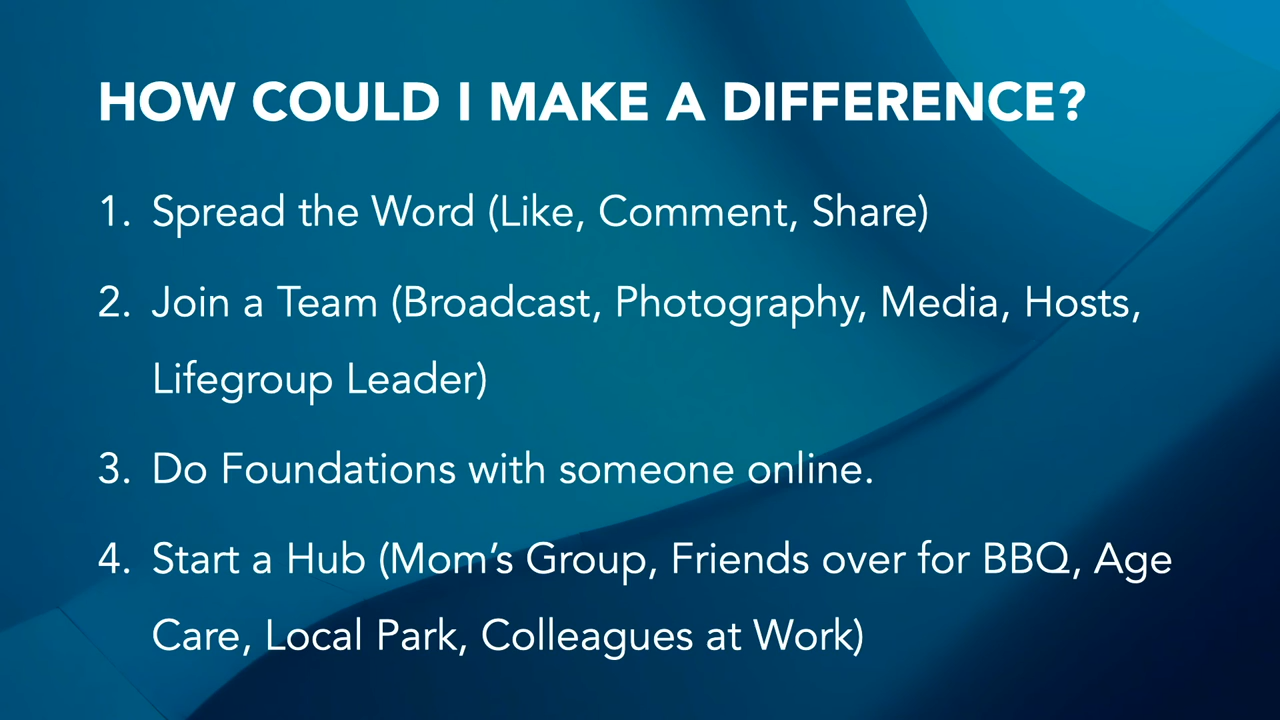 HOW COULD I MAKE A DIFFERENCE?
1. Spread the Word (Like, Comment, Share)
2. Join a Team (Broadcast, Photography, Media, Hosts,
Lifegroup Leader)
3. Do Foundations with someone online.
4. Start a Hub (Mom’s Group, Friends over for BBQ, Age
Care, Local Park, Colleagues at Work)